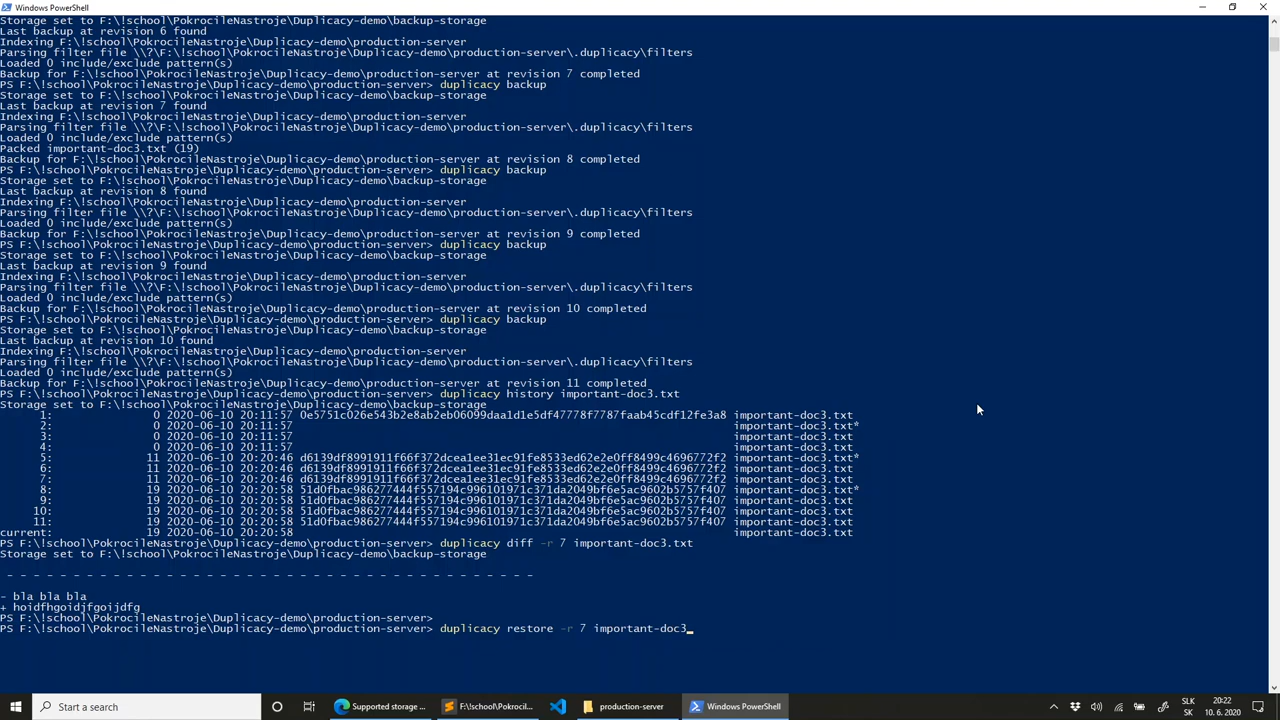 Windows PowerShell
Storage set to F:\!school\PokrocileNastroje\Duplicacy-demo\backup-storage
Last backup at revision 6 found
Indexing F:\!school\PokrocileNastroje\Duplicacy-demo\production-server
Parsing filter file \\?\F:\!school\PokrocileNastroje\Duplicacy-demo\production-server\.duplicacy\filters
Loaded 0 include/exclude pattern(s)
Backup for F:\!school\PokrocileNastroje\Duplicacy-demo\production-server at revision 7 completed
PS F:\!school\PokrocileNastroje\Duplicacy-demo\production-server> duplicacy backup
Storage set to F:\!school\PokrocileNastroje\Duplicacy-demo\backup-storage
Last backup at revision 7 found
Indexing F:\!school\PokrocileNastroje\Duplicacy-demo\production-server
Parsing filter file \\?\F:\!school\PokrocileNastroje\Duplicacy-demo\production-server\.duplicacy\filters
Loaded 0 include/exclude pattern(s)
Packed important-doc3.txt (19)
Backup for F:\!school\PokrocileNastroje\Duplicacy-demo\production-server at revision 8 completed
PS F:\!school\PokrocileNastroje\Duplicacy-demo\production-server> duplicacy backup
Storage set to F:\!school\PokrocileNastroje\Duplicacy-demo\backup-storage
Last backup at revision 8 found
Indexing F:\!school\PokrocileNastroje\Duplicacy-demo\production-server
Parsing filter file \\?\F:\!school\PokrocileNastroje\Duplicacy-demo\production-server\.duplicacy\filters
Loaded 0 include/exclude pattern(s)
Backup for F:\!school\PokrocileNastroje\Duplicacy-demo\production-server at revision 9 completed
PS F:\!school\PokrocileNastroje\Duplicacy-demo\production-server> duplicacy backup
Storage set to F:\!school\PokrocileNastroje\Duplicacy-demo\backup-storage
Last backup at revision 9 found
Indexing F:\!school\PokrocileNastroje\Duplicacy-demo\production-server
Parsing filter file \\?\F:\!school\PokrocileNastroje\Duplicacy-demo\production-server\.duplicacy\filters
Loaded 0 include/exclude pattern(s)
Backup for F:\!school\PokrocileNastroje\Duplicacy-demo\production-server at revision 10 completed
PS F:\!school\PokrocileNastroje\Duplicacy-demo\production-server> duplicacy backup
Storage set to F:\!school\PokrocileNastroje\Duplicacy-demo\backup-storage
Last backup at revision 10 found
Indexing F:\!school\PokrocileNastroje\Duplicacy-demo\production-server
Parsing filter file \\?\F:\!school\PokrocileNastroje\Duplicacy-demo\production-server\.duplicacy\filters
Loaded 0 include/exclude pattern(s)
Backup for F:\!school\PokrocileNastroje\Duplicacy-demo\production-server at revision 11 completed
PS F:\!school\PokrocileNastroje\Duplicacy-demo\production-server> duplicacy history important-doc3.txt
Storage set to F:\!school\PokrocileNastroje\Duplicacy-demo\backup-storage
1: 0 2020-06-10 20:11:57 0e5751c026e543b2e8ab2eb06099daa1d1e5df47778f7787faab45cdf12fe3a8 important-doc3.txt
2: 0 2020-06-10 20:11:57 important-doc3.txt*
3: 0 2020-06-10 20:11:57 important-doc3.txt
4: 0 2020-06-10 20:11:57 important-doc3.txt
5: 11 2020-06-10 20:20:46 d6139df8991911f66f372dcea1ee31ec91fe8533ed62e2e0ff8499c4696772f2 important-doc3.txt*
6: 11 2020-06-10 20:20:46 d6139df8991911f66f372dcea1ee31ec91fe8533ed62e2e0ff8499c4696772f2 important-doc3.txt
7: 11 2020-06-10 20:20:46 d6139df8991911f66f372dcea1ee31ec91fe8533ed62e2e0ff8499c4696772f2 important-doc3.txt
8: 19 2020-06-10 20:20:58 51d0fbac986277444f557194c996101971c371da2049bf6e5ac9602b5757f407 important-doc3.txt*
9: 19 2020-06-10 20:20:58 51d0fbac986277444f557194c996101971c371da2049bf6e5ac9602b5757f407 important-doc3.txt
10: 19 2020-06-10 20:20:58 51d0fbac986277444f557194c996101971c371da2049bf6e5ac9602b5757f407 important-doc3.txt
11: 19 2020-06-10 20:20:58 51d0fbac986277444f557194c996101971c371da2049bf6e5ac9602b5757f407 important-doc3.txt
current: 19 2020-06-10 20:20:58 important-doc3.txt
PS F:\!school\PokrocileNastroje\Duplicacy-demo\production-server> duplicacy diff -r 7 important-doc3.txt
Storage set to F:\!school\PokrocileNastroje\Duplicacy-demo\backup-storage
- - - - - - - - - - - - - - - - - - - - - - - - - - - - - - - - - - - - - - - -
- bla bla bla
+ hoidfhgoidjfgoijdfg
PS F:\!school\PokrocileNastroje\Duplicacy-demo\production-server>
PS F:\!school\PokrocileNastroje\Duplicacy-demo\production-server> duplicacy restore -r 7 important-doc3_
Start a search
Supported storage ...
F:\!school\Pokrocil...
production-server
Windows PowerShell
SLK
SK
20:22
10. 6. 2020